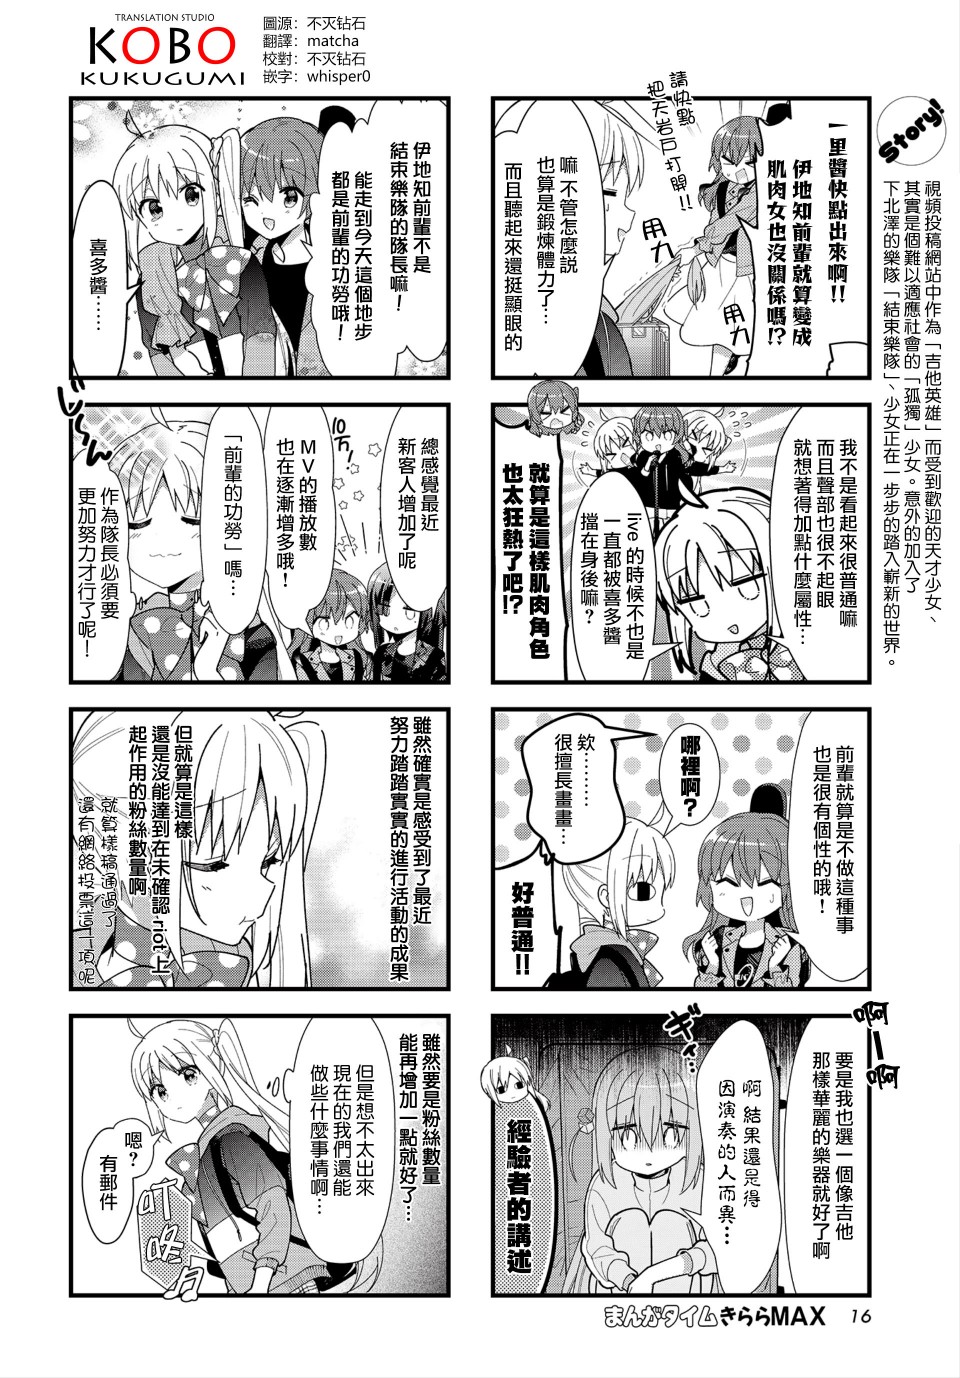 TRANSLATION STUDIO
KOBO
KUKUGUMI
圖源：不灭钻石
翻譯：matcha
校對：不灭钻石
嵌字：whisper0
Story!
視頻投稿網站中作為「吉他英雄」而受到歡迎的天才少女、
其實是個難以適應社會的「孤獨」少女。意外的加入了
下北澤的樂隊「結束樂隊」、少女正在一步步的踏入嶄新的世界。
一里醬快點出來啊!!
伊地知前輩就算變成
肌肉女也沒關係嗎!?
請快點
把天岩戸打開!!
用力
用力
嘛 不管怎麼說
也算是鍛煉體力了…
而且聽起來還挺顯眼的
我不是看起來很普通嘛
而且聲部也很不起眼
就想著得加點什麼屬性…
live 的時候不也是
一直都被喜多醬
擋在身後嘛?
就算是這樣肌肉角色
也太狂熱了吧!?
前輩就算是不做這種事
也是很有個性的哦!
哪裡啊?
欸………
很擅長畫畫…
好普通!!
啊—啊
要是我也選一個像吉他
那樣華麗的樂器就好了啊
ギィ…
啊 結果還是得
因演奏的人而異…
經驗者的講述
伊地知前輩不是
結束樂隊的隊長嘛!
能走到今天這個地步
都是前輩的功勞哦!
喜多醬……
總感覺最近
新客人增加了呢
10万!
MV的播放數
也在逐漸增多哦!
「前輩的功勞」嗎…
じ〜ん
作為隊長必須要
更加努力才行了呢!
雖然確實是感受到了最近
努力踏踏實實的進行活動的成果
但就算是這樣
還是沒能達到在未確認 riot 上
起作用的粉絲數量啊
就算樣稿通過了
還有網絡投票這一項呢
雖然要是粉絲數量
能再增加一點就好了…
但是想不太出來
現在的我們還能
做些什麼事情啊…
嗯?
有郵件
叮咚♬
まんがタイムきららMAX
16